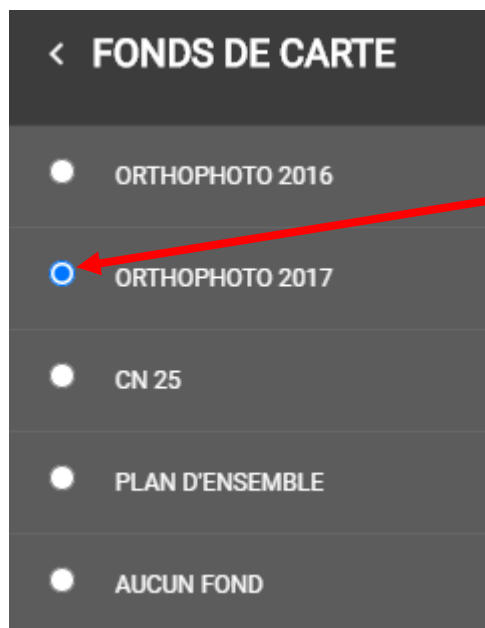 FONDS DE CARTE
ORTHOPHOTO 2016
ORTHOPHOTO 2017
CN 25
PLAN D'ENSEMBLE
AUCUN FOND